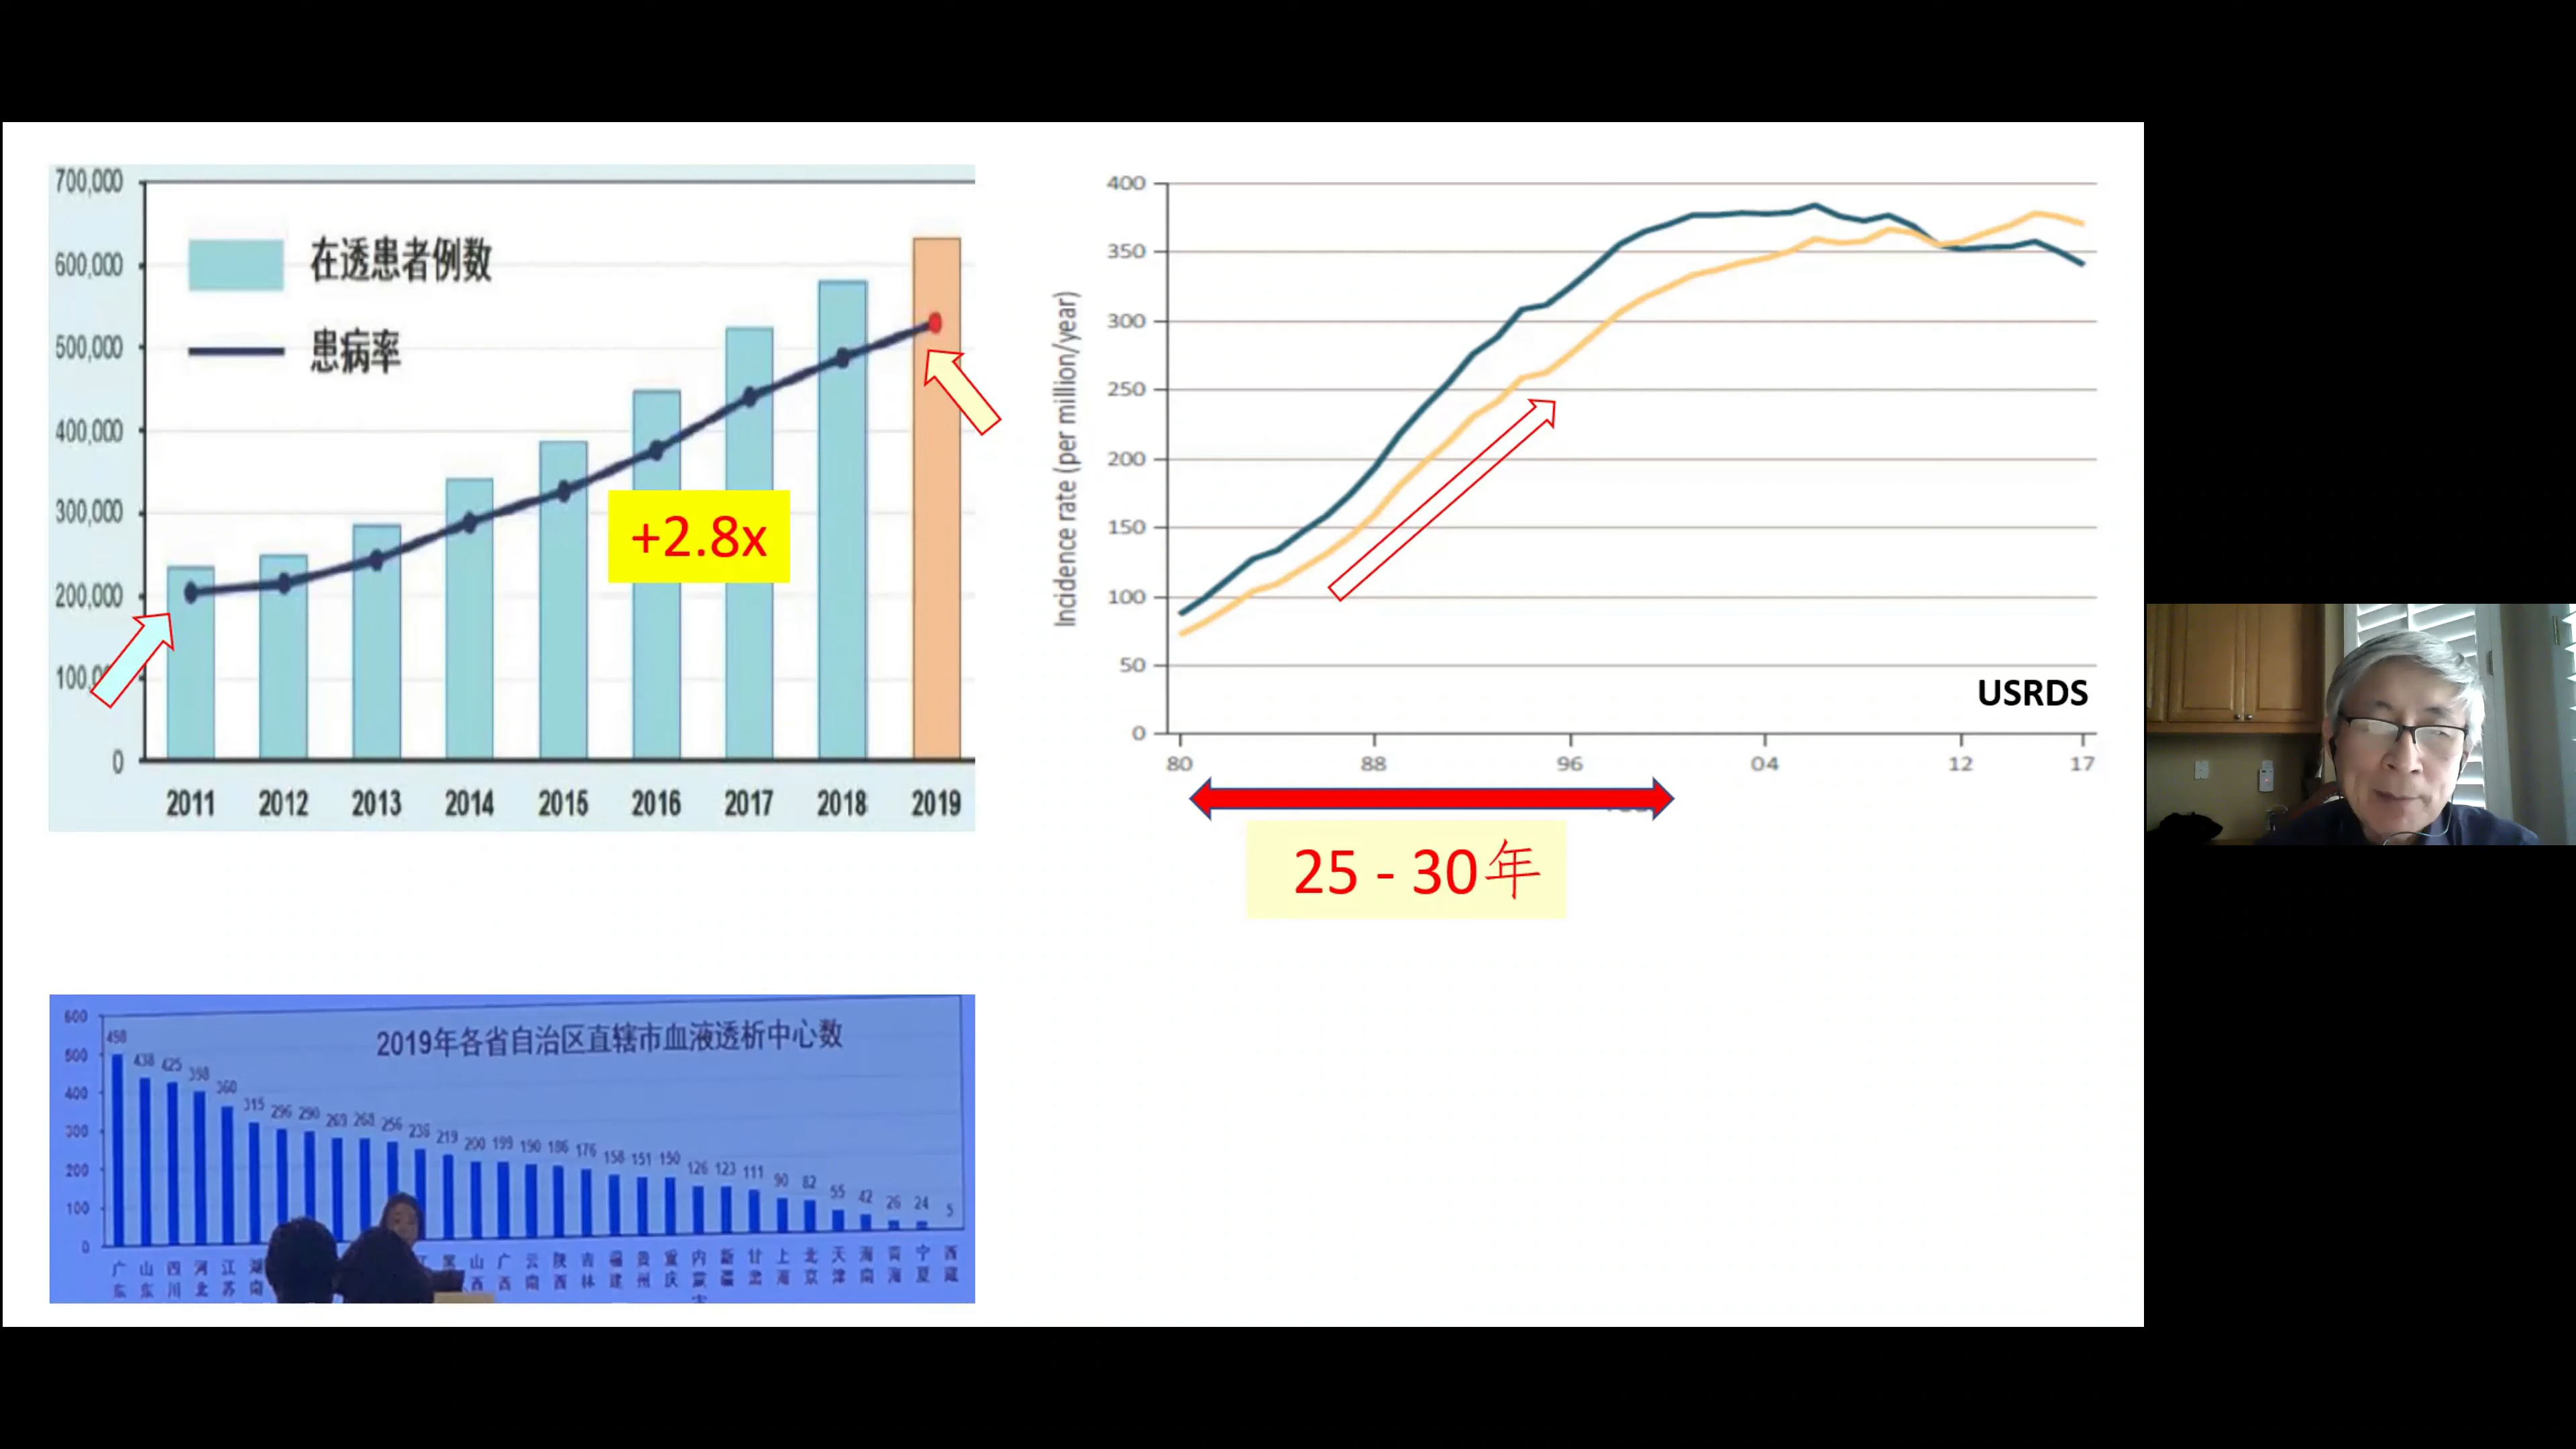 700,000
600,000
500,000
400,000
300,000
200,000
0
在透患者例数
患病率
+2.8x
2011 2012 2013 2014 2015 2016 2017 2018 2019
Incidence rate (per million/year)
400
350
300
250
200
150
100
50
0
USRDS
80 88 96 04 12 17
25 - 30年
2019年各省自治区直辖市血液透析中心数
600
500
400
300
200
100
0
498 438 425 398 360 315 296 290 269 268 256 236 219 200 199 190 186 176 158 151 150 126 123 111 90 82 55 42 26 24 5
广东 山东 四川 河北 江苏 湖南 山西 广西 云南 陕西 吉林 福建 贵州 重庆 内蒙古 新疆 甘肃 上海 北京 天津 海南 青海 宁夏 西藏